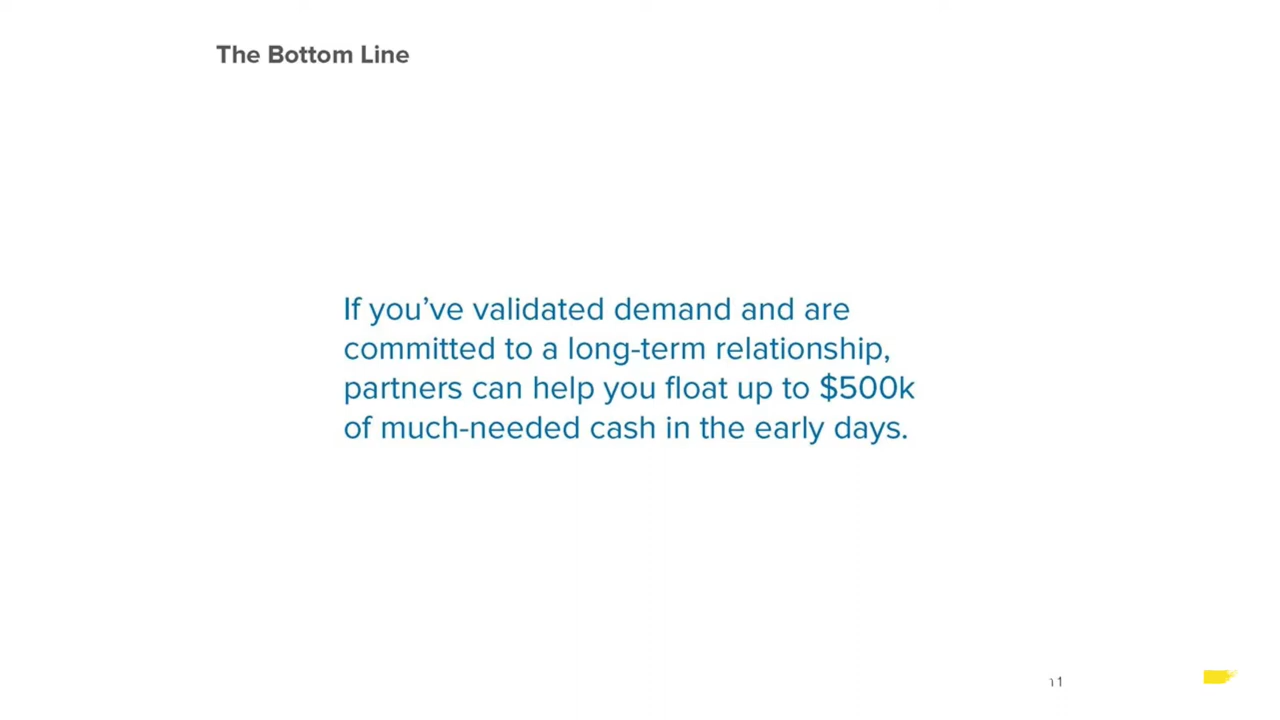 The Bottom Line
If you’ve validated demand and are
committed to a long-term relationship,
partners can help you float up to $500k
of much-needed cash in the early days.
1